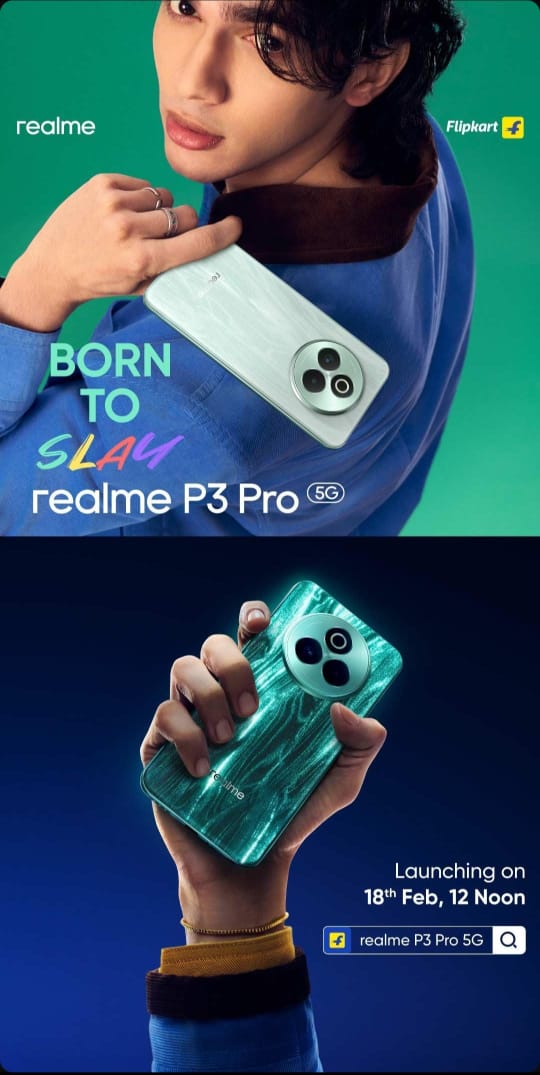 realme
Flipkart
realme
BORN
TO
SLAY
realme P3 Pro 5G
realme
Launching on
18th Feb, 12 Noon
realme P3 Pro 5G